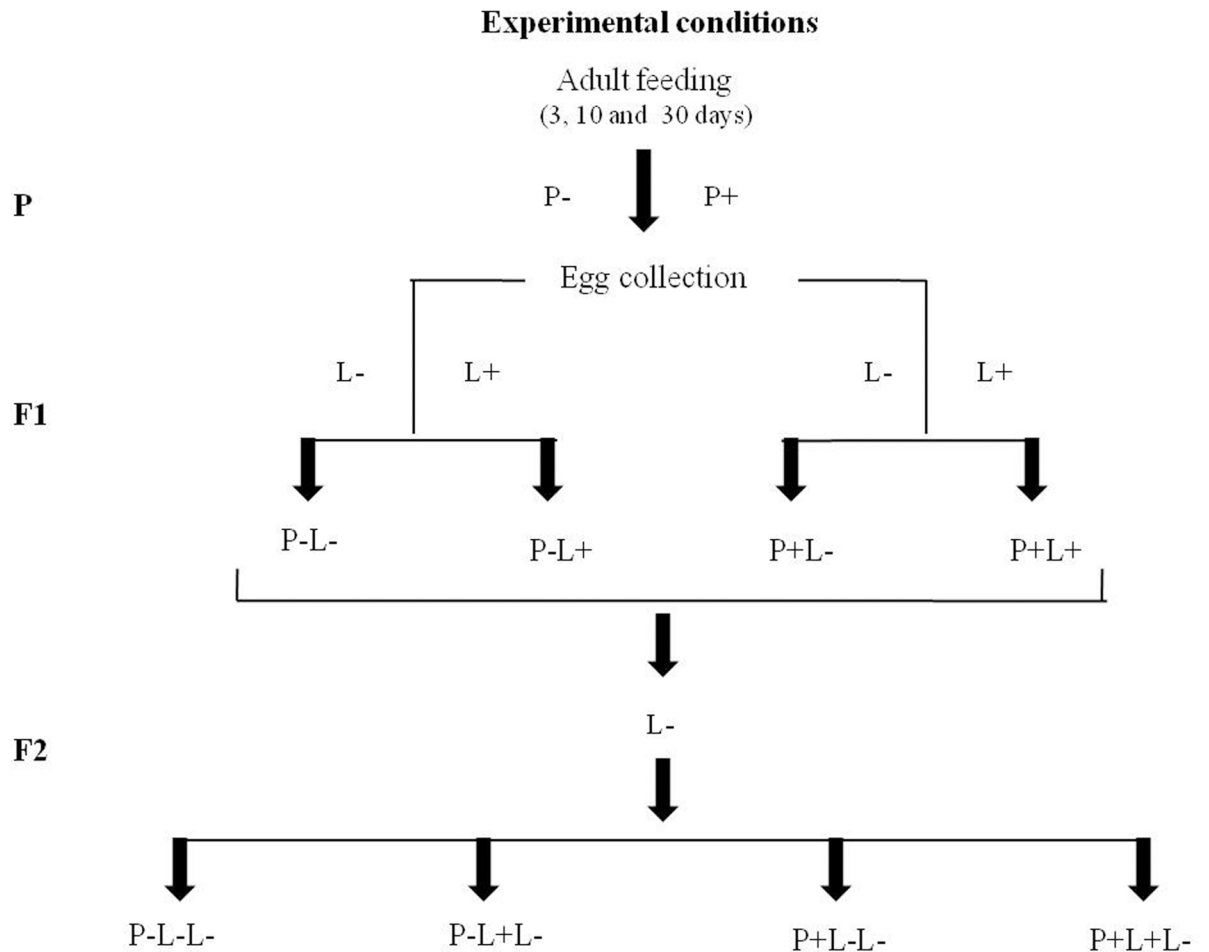 Experimental conditions
Adult feeding
(3, 10 and 30 days)
P
P- P+
Egg collection
L- L+ L- L+
F1
P-L- P-L+ P+L- P+L+
L-
F2
P-L-L- P-L+L- P+L-L- P+L+L-